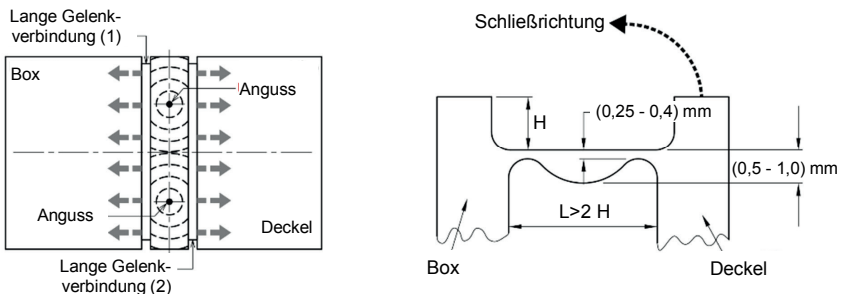 Lange Gelenk-
verbindung (1)
Box
Anguss
Anguss
Deckel
Lange Gelenk-
verbindung (2)
Schließrichtung
H
(0,25 - 0,4) mm
(0,5 - 1,0) mm
L>2 H
Box
Deckel